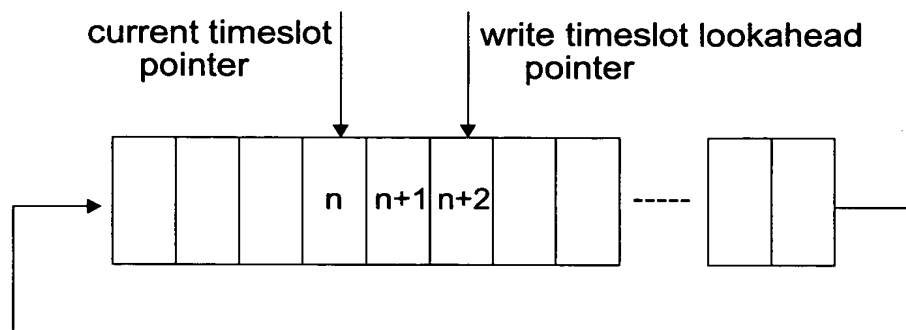 current timeslot
pointer
write timeslot lookahead
pointer
n
n+1
n+2